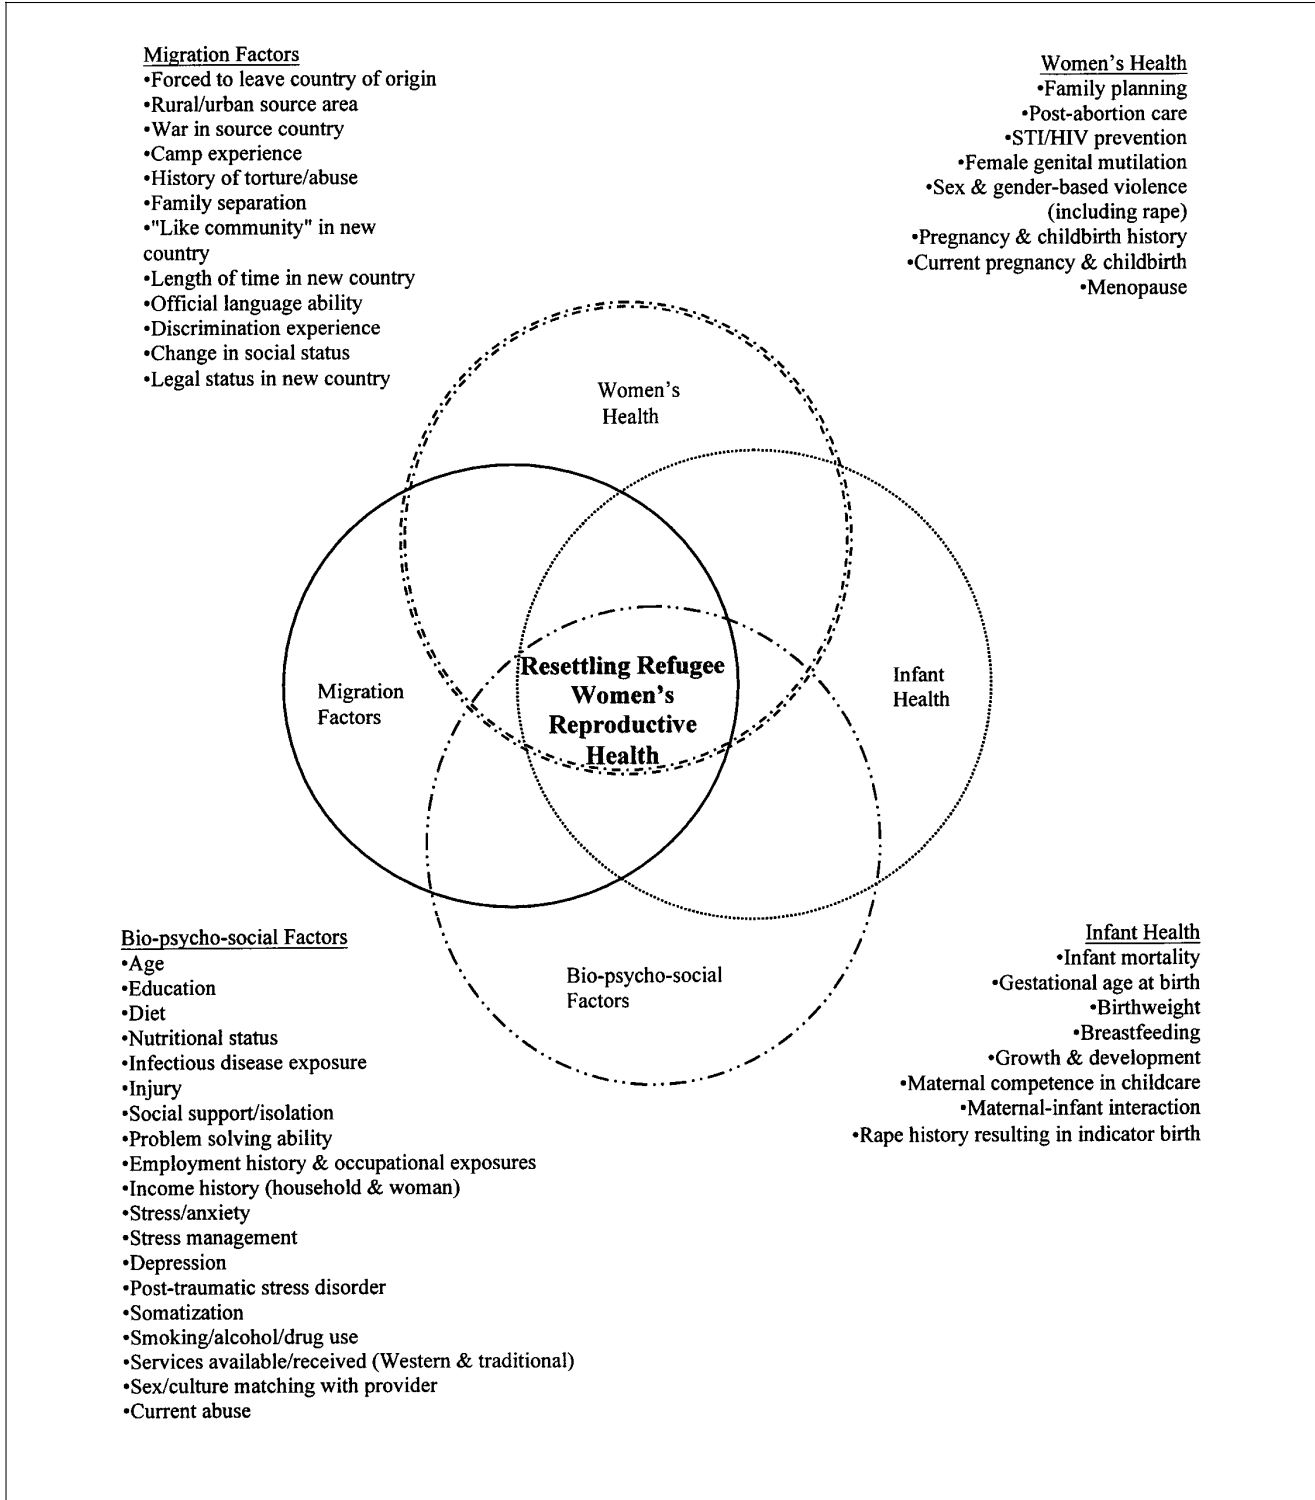 Migration Factors
•Forced to leave country of origin
•Rural/urban source area
•War in source country
•Camp experience
•History of torture/abuse
•Family separation
•"Like community" in new
country
•Length of time in new country
•Official language ability
•Discrimination experience
•Change in social status
•Legal status in new country
Women's Health
•Family planning
•Post-abortion care
•STI/HIV prevention
•Female genital mutilation
•Sex & gender-based violence
(including rape)
•Pregnancy & childbirth history
•Current pregnancy & childbirth
•Menopause
Women's
Health
Migration
Factors
Resettling Refugee
Women's
Reproductive
Health
Infant
Health
Bio-psycho-social
Factors
Bio-psycho-social Factors
•Age
•Education
•Diet
•Nutritional status
•Infectious disease exposure
•Injury
•Social support/isolation
•Problem solving ability
•Employment history & occupational exposures
•Income history (household & woman)
•Stress/anxiety
•Stress management
•Depression
•Post-traumatic stress disorder
•Somatization
•Smoking/alcohol/drug use
•Services available/received (Western & traditional)
•Sex/culture matching with provider
•Current abuse
Infant Health
•Infant mortality
•Gestational age at birth
•Birthweight
•Breastfeeding
•Growth & development
•Maternal competence in childcare
•Maternal-infant interaction
•Rape history resulting in indicator birth